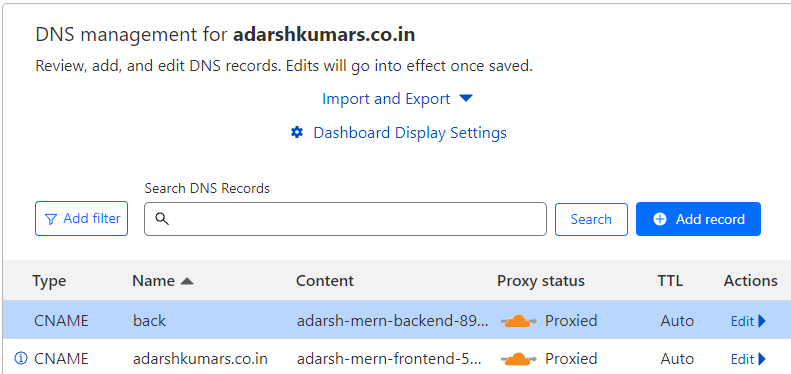 DNS management for adarshkumars.co.in
Review, add, and edit DNS records. Edits will go into effect once saved.
Import and Export
Dashboard Display Settings
Search DNS Records
Add filter Search Add record
Type Name Content Proxy status TTL Actions
CNAME back adarsh-mern-backend-89... Proxied Auto Edit
CNAME adarshkumars.co.in adarsh-mern-frontend-5... Proxied Auto Edit